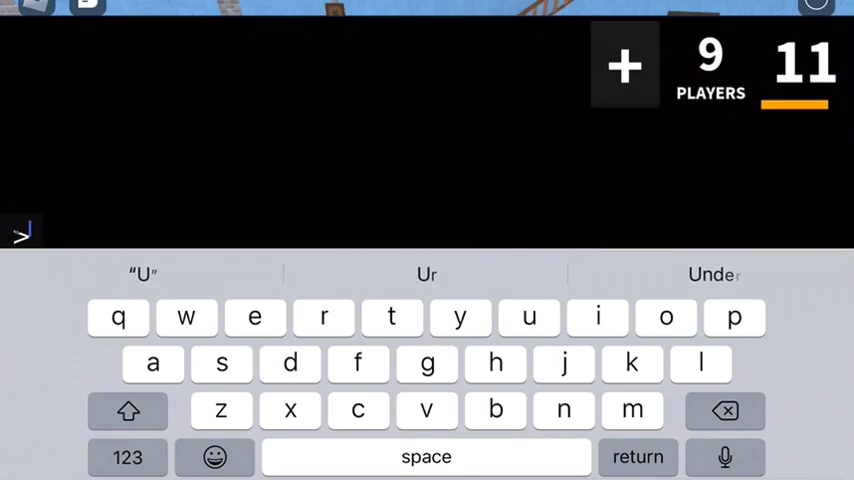 + 9 11
PLAYERS
>
“U” Ur Under
q w e r t y u i o p
a s d f g h j k l
z x c v b n m
123 space return